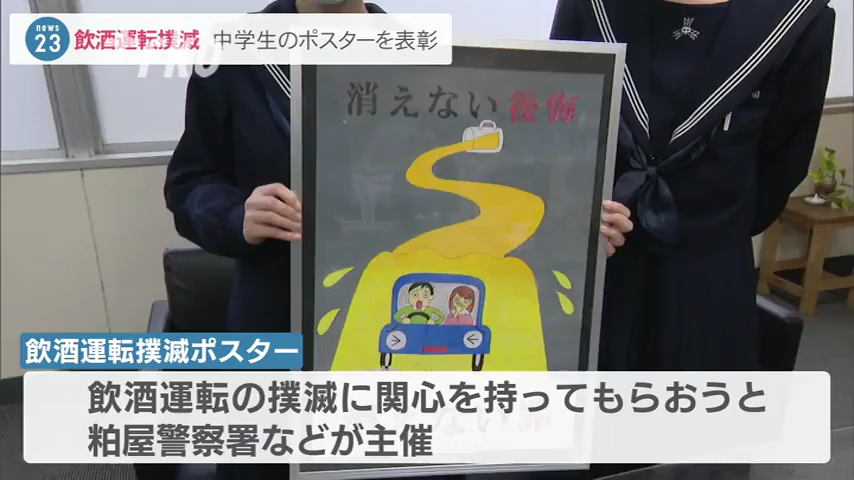 news 23
飲酒運転撲滅 中学生のポスターを表彰
消えない後悔
飲酒運転撲滅ポスター
飲酒運転の撲滅に関心を持ってもらおうと
粕屋警察署などが主催